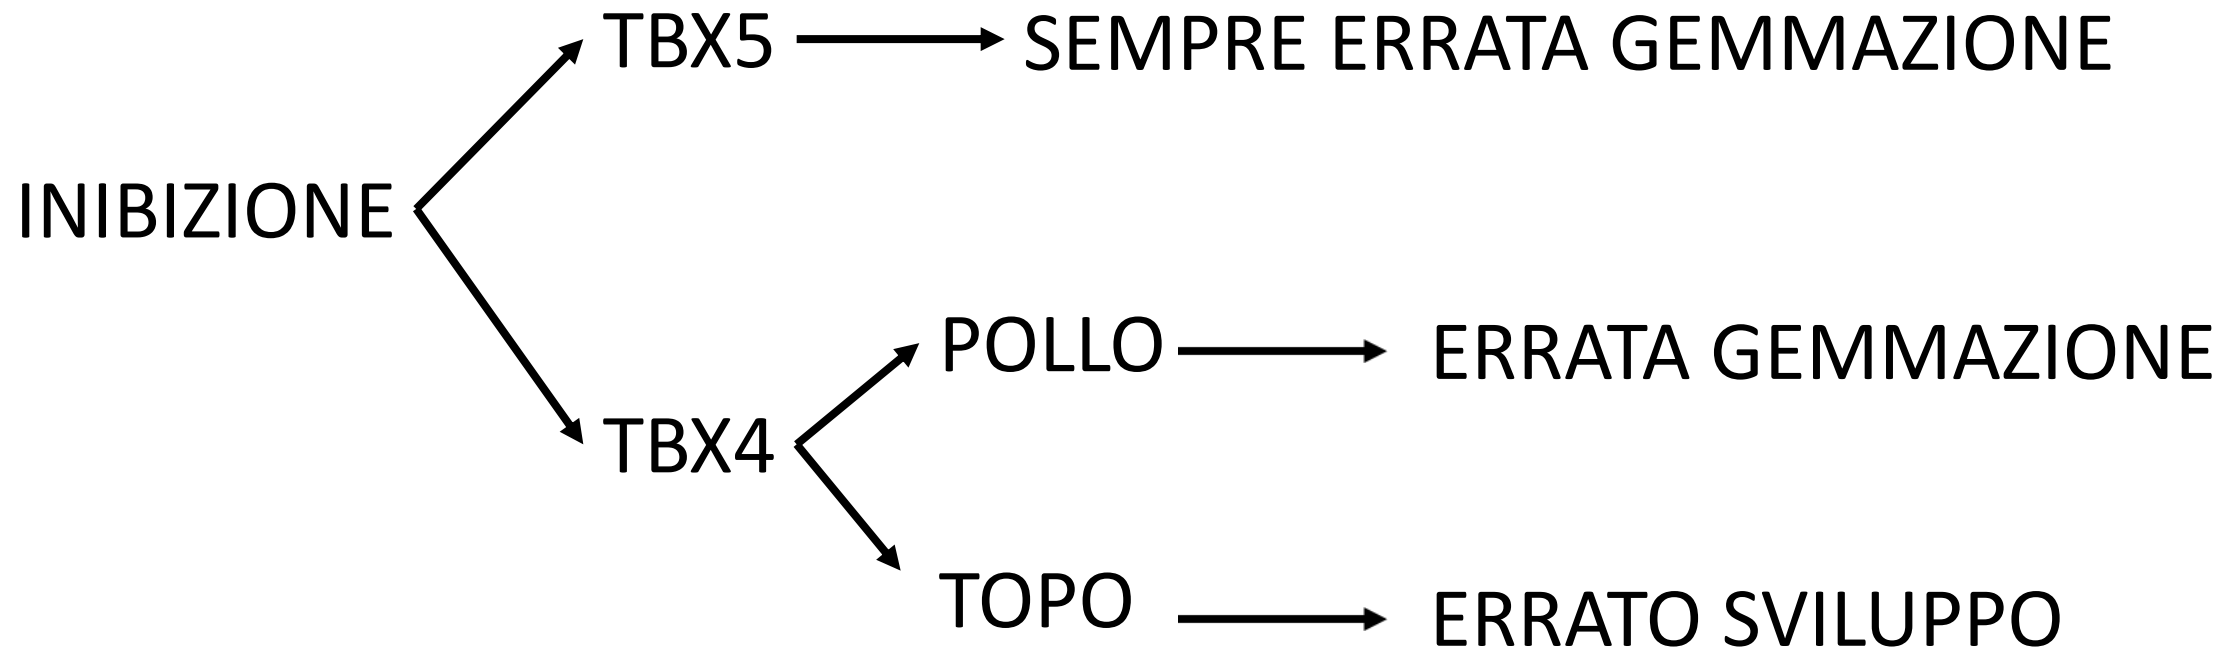 TBX5
SEMPRE ERRATA GEMMAZIONE
INIBIZIONE
POLLO
ERRATA GEMMAZIONE
TBX4
TOPO
ERRATO SVILUPPO